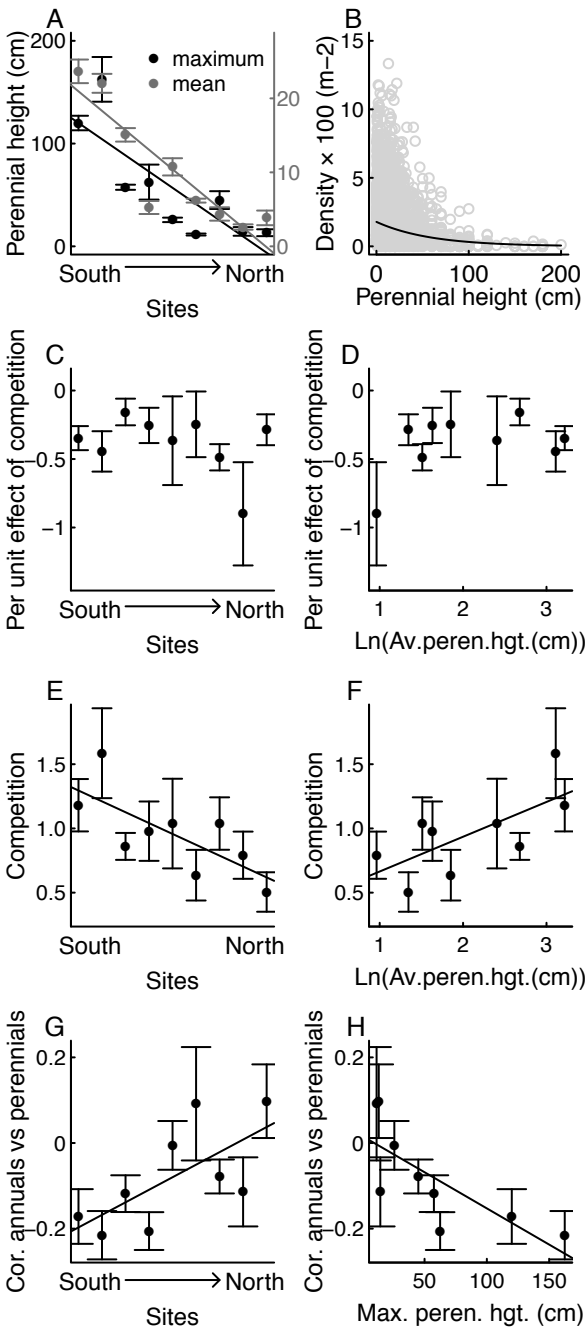 A
Perennial height (cm)
200
100
0
maximum
mean
20
10
0
South North
Sites
B
Density × 100 (m-2)
15
10
5
0
0 100 200
Perennial height (cm)
C
Per unit effect of competition
0
−0.5
−1
South North
Sites
D
Per unit effect of competition
0
−0.5
−1
1 2 3
Ln(Av.peren.hgt.(cm))
E
Competition
1.5
1.0
0.5
South North
Sites
F
Competition
1.5
1.0
0.5
1 2 3
Ln(Av.peren.hgt.(cm))
G
Cor. annuals vs perennials
0.2
0
−0.2
South North
Sites
H
Cor. annuals vs perennials
0.2
0
−0.2
50 100 150
Max. peren. hgt. (cm)